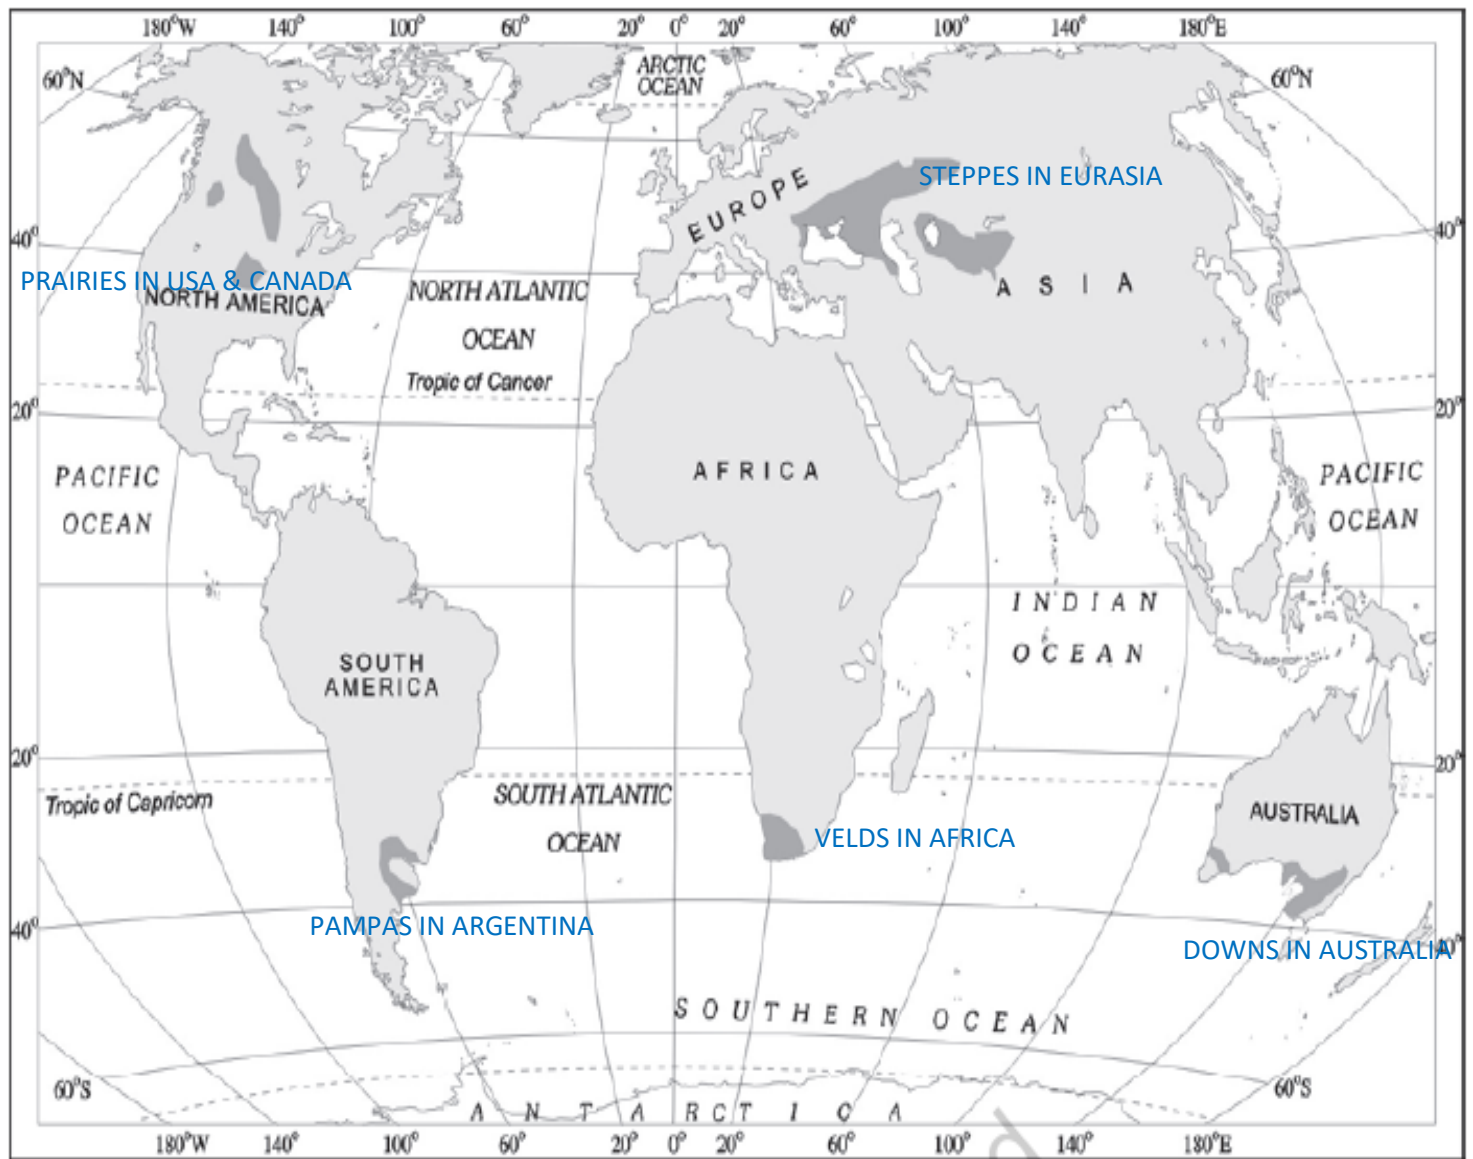 180°W 140° 100° 60° 20° 0° 20° 60° 100° 140° 180°E
ARCTIC
OCEAN
60°N
60°N
STEPPES IN EURASIA
EUROPE
40°
40°
PRAIRIES IN USA & CANADA
NORTH AMERICA
ASIA
NORTH ATLANTIC
OCEAN
Tropic of Cancer
20°
20°
PACIFIC
OCEAN
AFRICA
PACIFIC
OCEAN
INDIAN
OCEAN
SOUTH
AMERICA
20°
20°
Tropic of Capricorn
SOUTH ATLANTIC
OCEAN
AUSTRALIA
VELDS IN AFRICA
PAMPAS IN ARGENTINA
40°
DOWNS IN AUSTRALIA
40°
SOUTHERN OCEAN
60°S
60°S
ANTARCTICA
180°W 140° 100° 60° 20° 0° 20° 60° 100° 140° 180°E